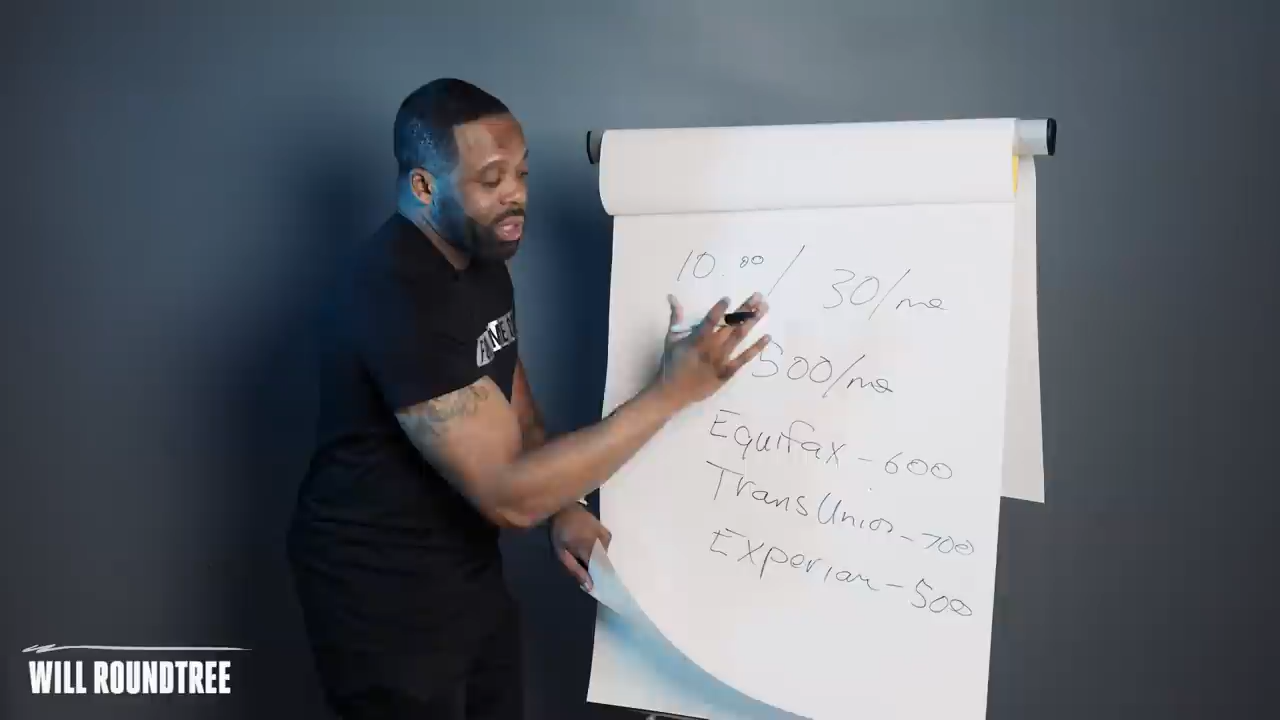 10.00/ 30/mo
500/mo
Equifax - 600
TransUnion - 700
Experian - 500
WILL ROUNDTREE